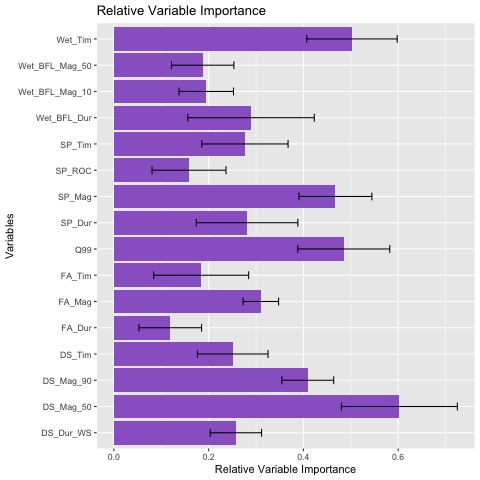 Relative Variable Importance
Wet_Tim
Wet_BFL_Mag_50
Wet_BFL_Mag_10
Wet_BFL_Dur
SP_Tim
SP_ROC
SP_Mag
SP_Dur
Q99
FA_Tim
FA_Mag
FA_Dur
DS_Tim
DS_Mag_90
DS_Mag_50
DS_Dur_WS
Variables
0.0 0.2 0.4 0.6
Relative Variable Importance